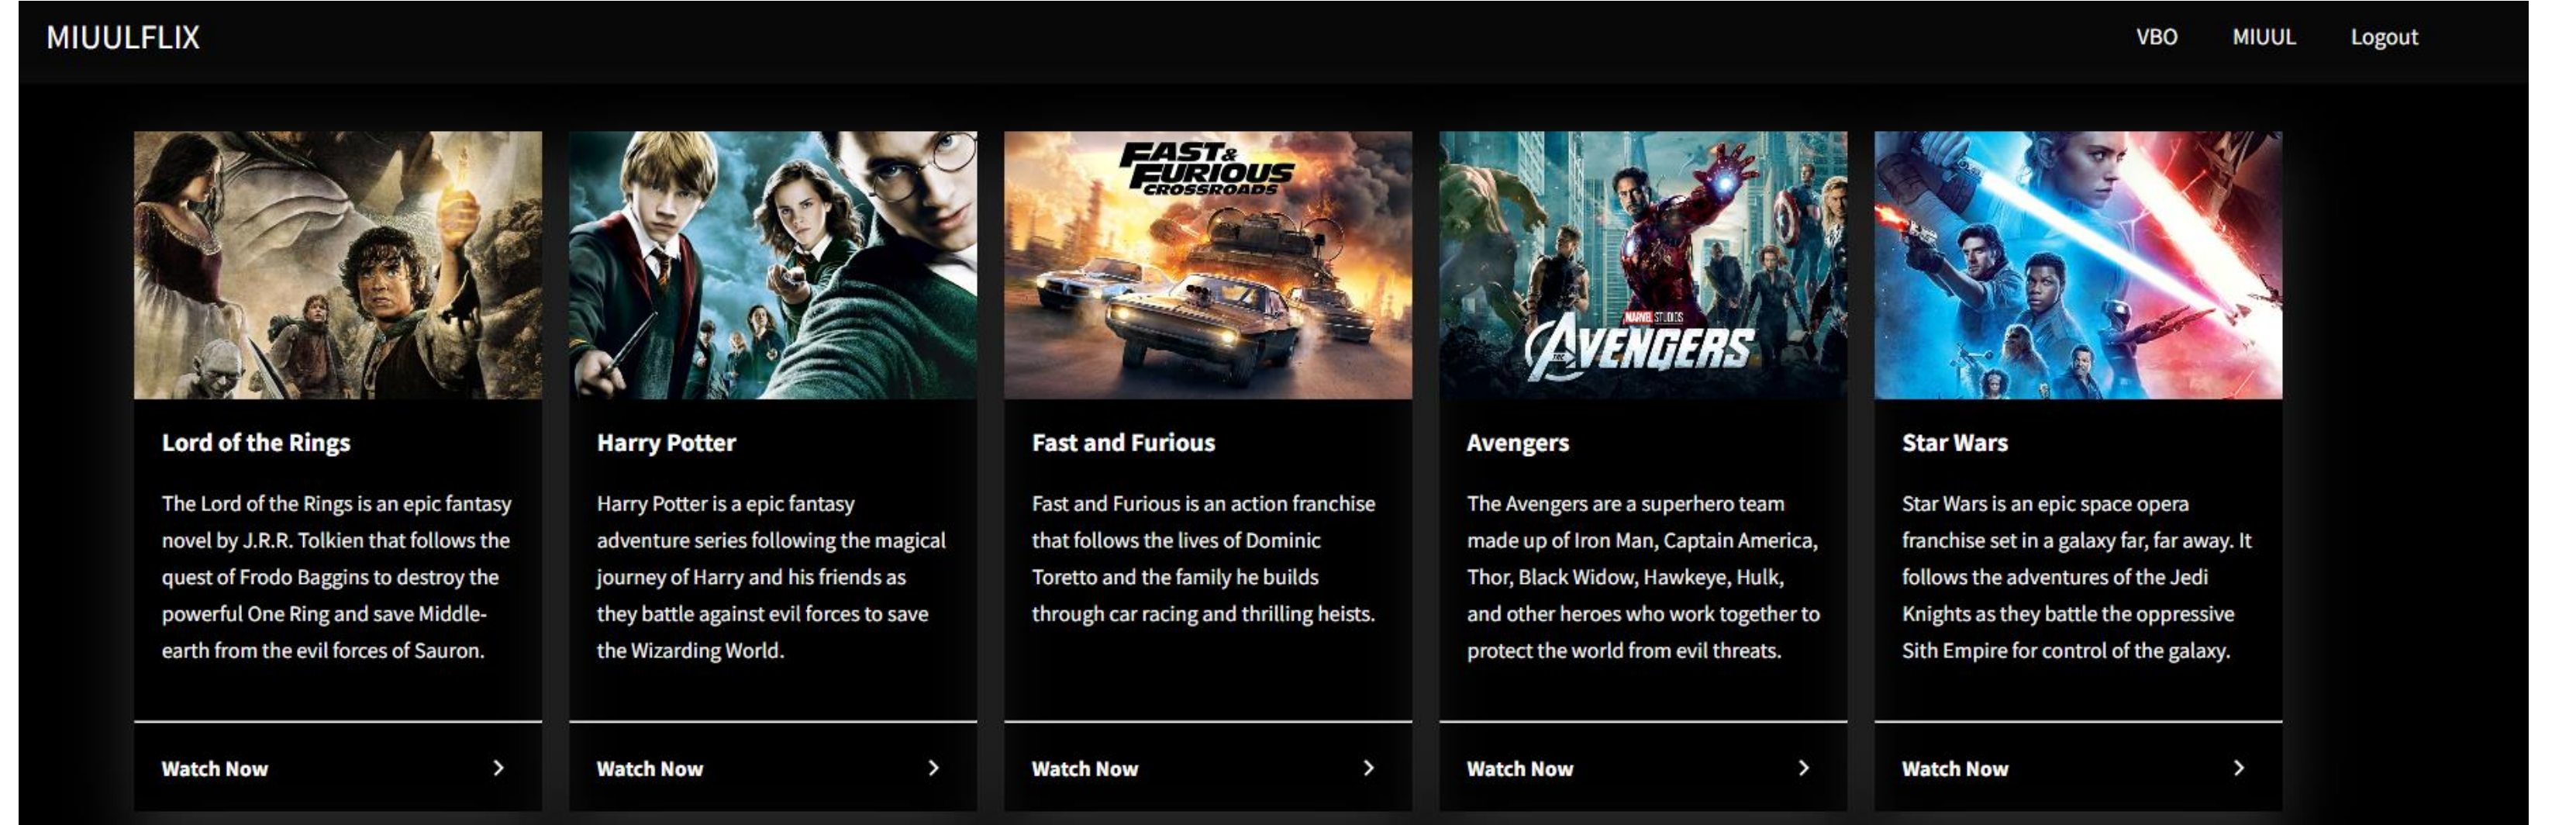 MIUULFLIX
VBO
MIUUL
Logout
FAST &
FURIOUS
CROSSROADS
MARVEL STUDIOS
THE AVENGERS
Lord of the Rings
The Lord of the Rings is an epic fantasy
novel by J.R.R. Tolkien that follows the
quest of Frodo Baggins to destroy the
powerful One Ring and save Middle-
earth from the evil forces of Sauron.
Watch Now
Harry Potter
Harry Potter is a epic fantasy
adventure series following the magical
journey of Harry and his friends as
they battle against evil forces to save
the Wizarding World.
Watch Now
Fast and Furious
Fast and Furious is an action franchise
that follows the lives of Dominic
Toretto and the family he builds
through car racing and thrilling heists.
Watch Now
Avengers
The Avengers are a superhero team
made up of Iron Man, Captain America,
Thor, Black Widow, Hawkeye, Hulk,
and other heroes who work together to
protect the world from evil threats.
Watch Now
Star Wars
Star Wars is an epic space opera
franchise set in a galaxy far, far away. It
follows the adventures of the Jedi
Knights as they battle the oppressive
Sith Empire for control of the galaxy.
Watch Now